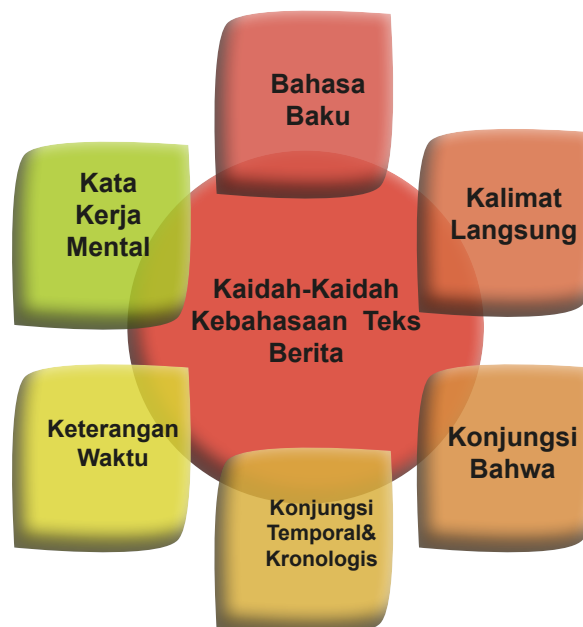 Bahasa
Baku
Kalimat
Langsung
Konjungsi
Bahwa
Konjungsi
Temporal&
Kronologis
Keterangan
Waktu
Kata
Kerja
Mental
Kaidah-Kaidah
Kebahasaan Teks
Berita